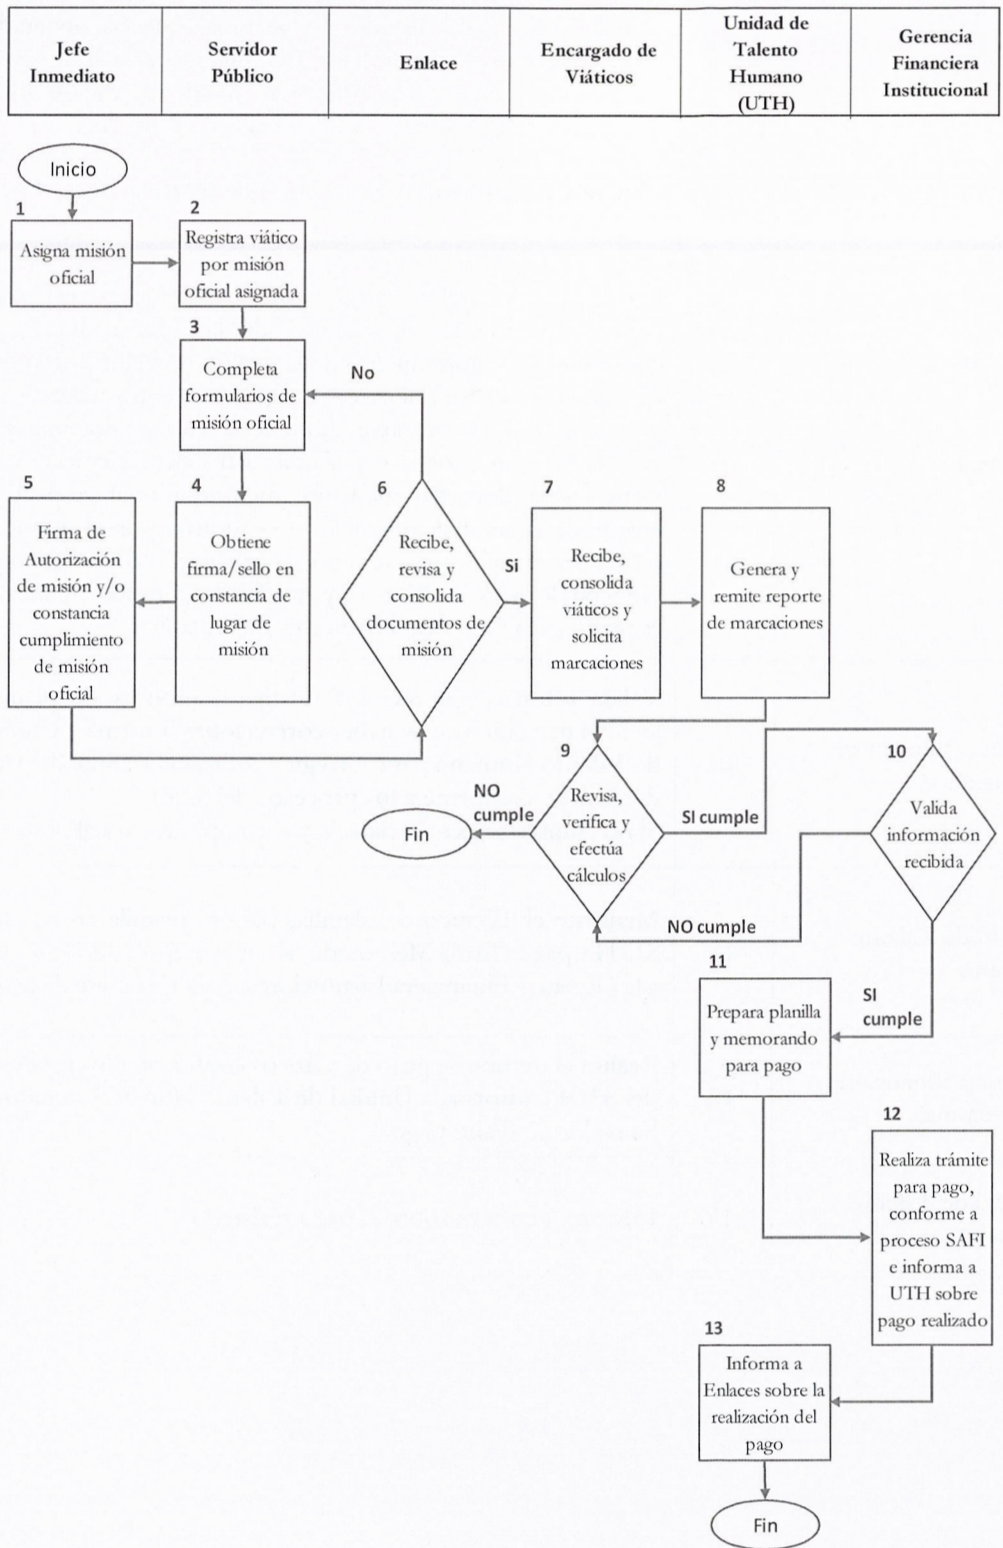 Jefe
Inmediato
Servidor
Público
Enlace
Encargado de
Viáticos
Unidad de
Talento
Humano
(UTH)
Gerencia
Financiera
Institucional
Inicio
1
Asigna misión
oficial
2
Registra viático
por misión
oficial asignada
3
Completa
formularios de
misión oficial
No
5
Firma de
Autorización
de misión y/o
constancia
cumplimiento
de misión
oficial
4
Obtiene
firma/sello en
constancia de
lugar de
misión
6
Recibe,
revisa y
consolida
documentos de
misión
Si
7
Recibe,
consolida
viáticos y
solicita
marcaciones
8
Genera y
remite reporte
de marcaciones
9
Revisa,
verifica y
efectúa
cálculos
NO
cumple
Fin
SI cumple
10
Valida
información
recibida
NO cumple
SI
cumple
11
Prepara planilla
y memorando
para pago
12
Realiza trámite
para pago,
conforme a
proceso SAFI
e informa a
UTH sobre
pago realizado
13
Informa a
Enlaces sobre la
realización del
pago
Fin